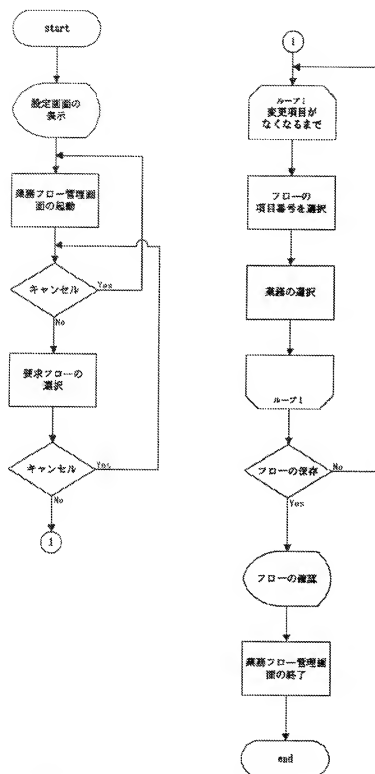 start
設定画面の
表示
業務フロー管理画
面の起動
キャンセル
Yes
No
要求フローの
選択
キャンセル
Yes
No
1
1
ループ1
変更項目が
なくなるまで
フローの
項目番号を選択
業務の選択
ループ1
フローの保存
No
Yes
フローの確認
業務フロー管理画
面の終了
end